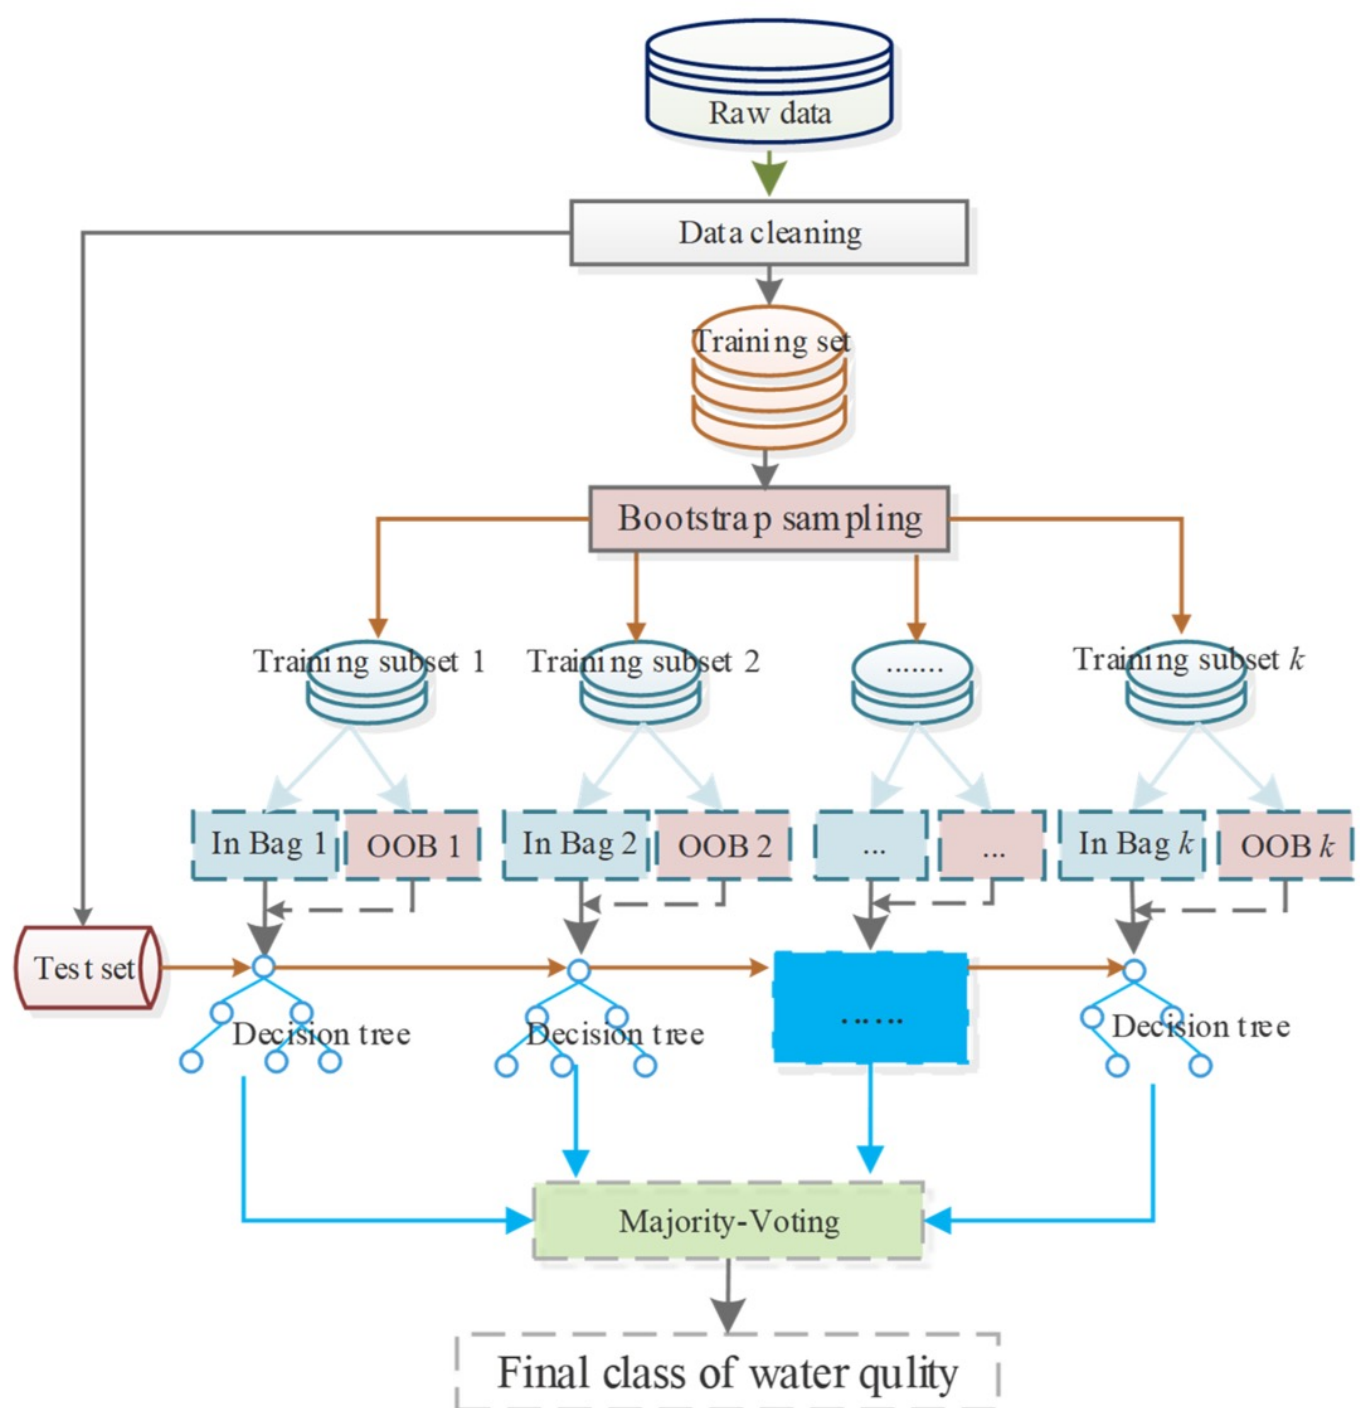 Raw data
Data cleaning
Training set
Bootstrap sampling
Training subset 1
Training subset 2
.......
Training subset k
In Bag 1
OOB 1
In Bag 2
OOB 2
...
...
In Bag k
OOB k
Test set
Decision tree
Decision tree
......
Decision tree
Majority-Voting
Final class of water qulity